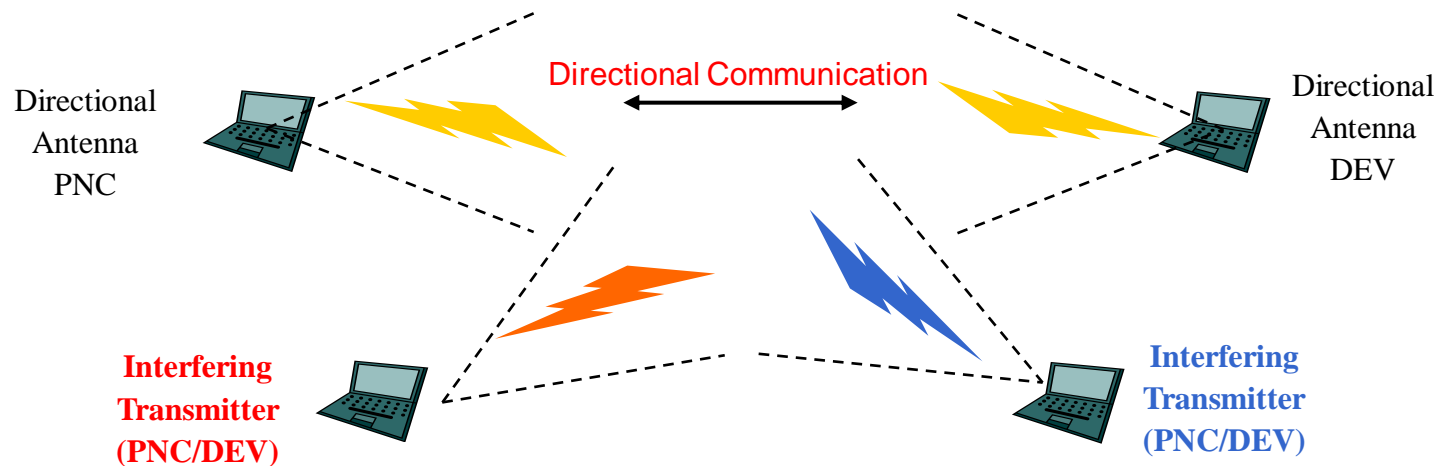 Directional Communication
Directional
Antenna
PNC
Directional
Antenna
DEV
Interfering
Transmitter
(PNC/DEV)
Interfering
Transmitter
(PNC/DEV)